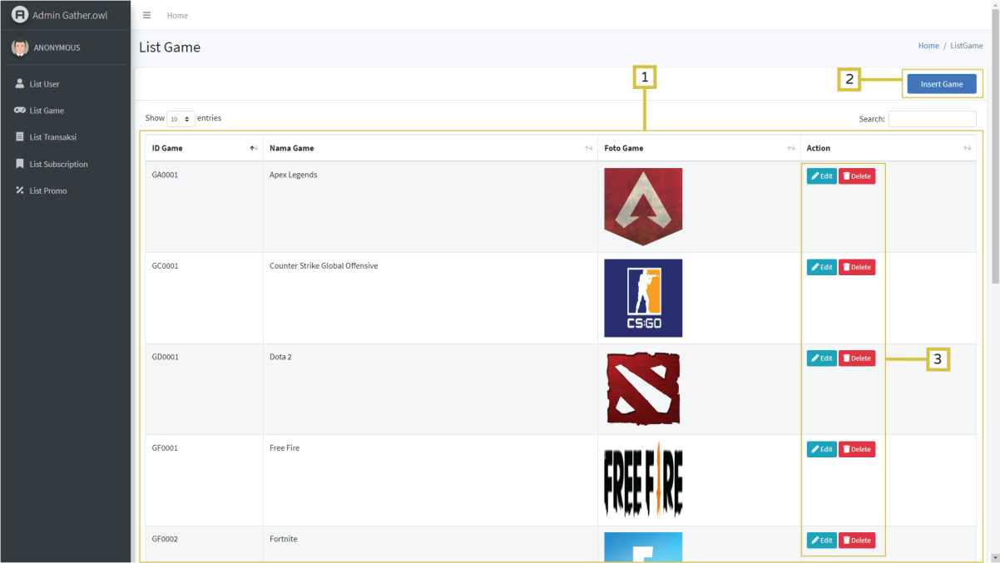 Admin Gather.owl
Home
ANONYMOUS
List Game
Home / ListGame
List User
List Game
List Transaksi
List Subscription
List Promo
1
2
Insert Game
Show 10 entries
Search:
ID Game Nama Game Foto Game Action
GA0001 Apex Legends Edit Delete
GC0001 Counter Strike Global Offensive Edit Delete
CS:GO
GD0001 Dota 2 Edit Delete
3
GF0001 Free Fire Edit Delete
FREE FIRE
GF0002 Fortnite Edit Delete